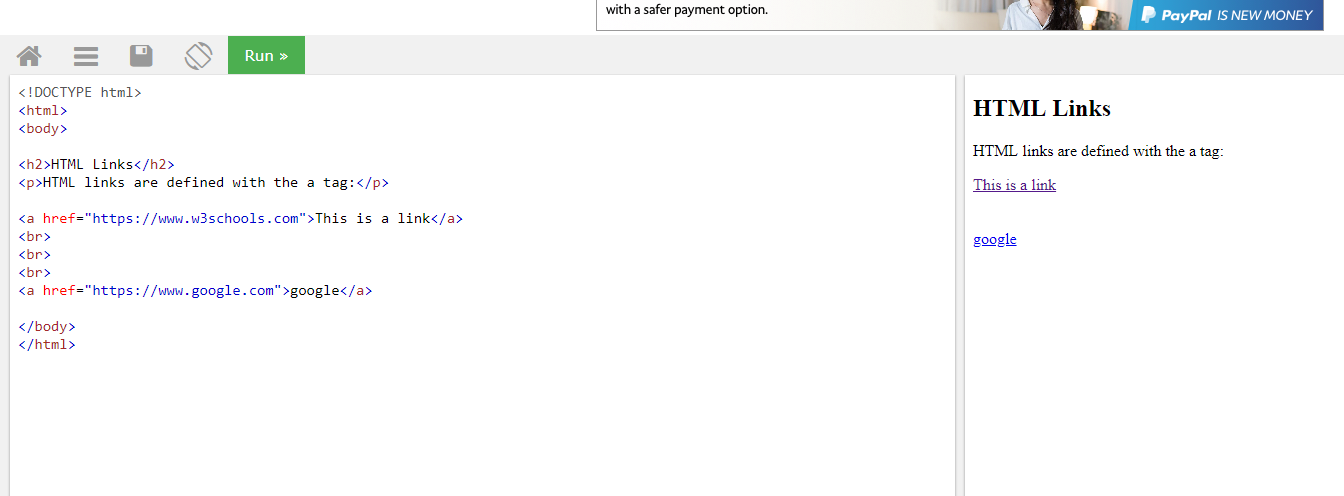 with a safer payment option.
PayPal IS NEW MONEY
Run »
<!DOCTYPE html>
<html>
<body>
<h2>HTML Links</h2>
<p>HTML links are defined with the a tag:</p>
<a href="https://www.w3schools.com">This is a link</a>
<br>
<br>
<br>
<a href="https://www.google.com">google</a>
</body>
</html>
HTML Links
HTML links are defined with the a tag:
This is a link
google